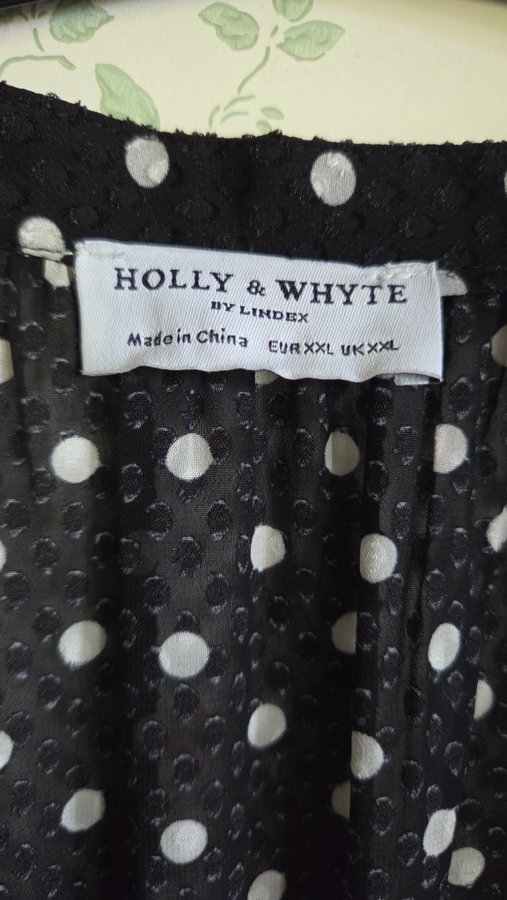 HOLLY & WHYTE
BY LINDEX
Made in China EUR XXL UK XXL